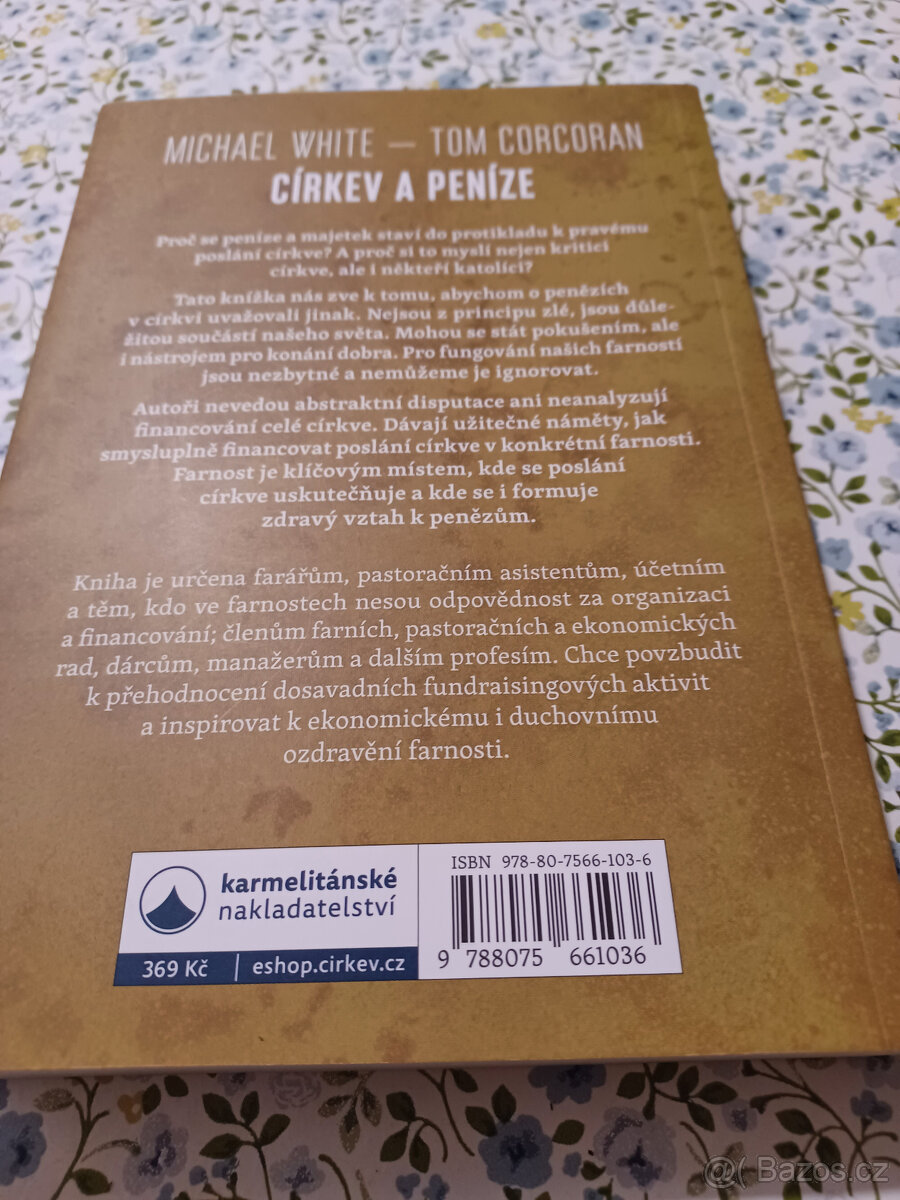 MICHAEL WHITE — TOM CORCORAN
CÍRKEV A PENÍZE
Proč se peníze a majetek staví do protikladu k pravému
poslání církve? A proč si to myslí nejen kritici
církve, ale i někteří katolíci?
Tato knížka nás zve k tomu, abychom o penězích
v církvi uvažovali jinak. Nejsou z principu zlé, jsou důle-
žitou součástí našeho světa. Mohou se stát pokušením, ale
i nástrojem pro konání dobra. Pro fungování našich farností
jsou nezbytné a nemůžeme je ignorovat.
Autoři nevedou abstraktní disputace ani neanalyzují
financování celé církve. Dávají užitečné náměty, jak
smysluplně financovat poslání církve v konkrétní farnosti.
Farnost je klíčovým místem, kde se poslání
církve uskutečňuje a kde se i formuje
zdravý vztah k penězům.
Kniha je určena farářům, pastoračním asistentům, účetním
a těm, kdo ve farnostech nesou odpovědnost za organizaci
a financování; členům farních, pastoračních a ekonomických
rad, dárcům, manažerům a dalším profesím. Chce povzbudit
k přehodnocení dosavadních fundraisingových aktivit
a inspirovat k ekonomickému i duchovnímu
ozdravění farnosti.
karmelitánské
nakladatelství
369 Kč | eshop.cirkev.cz
ISBN 978-80-7566-103-6
9 788075 661036
@( Bazos.cz